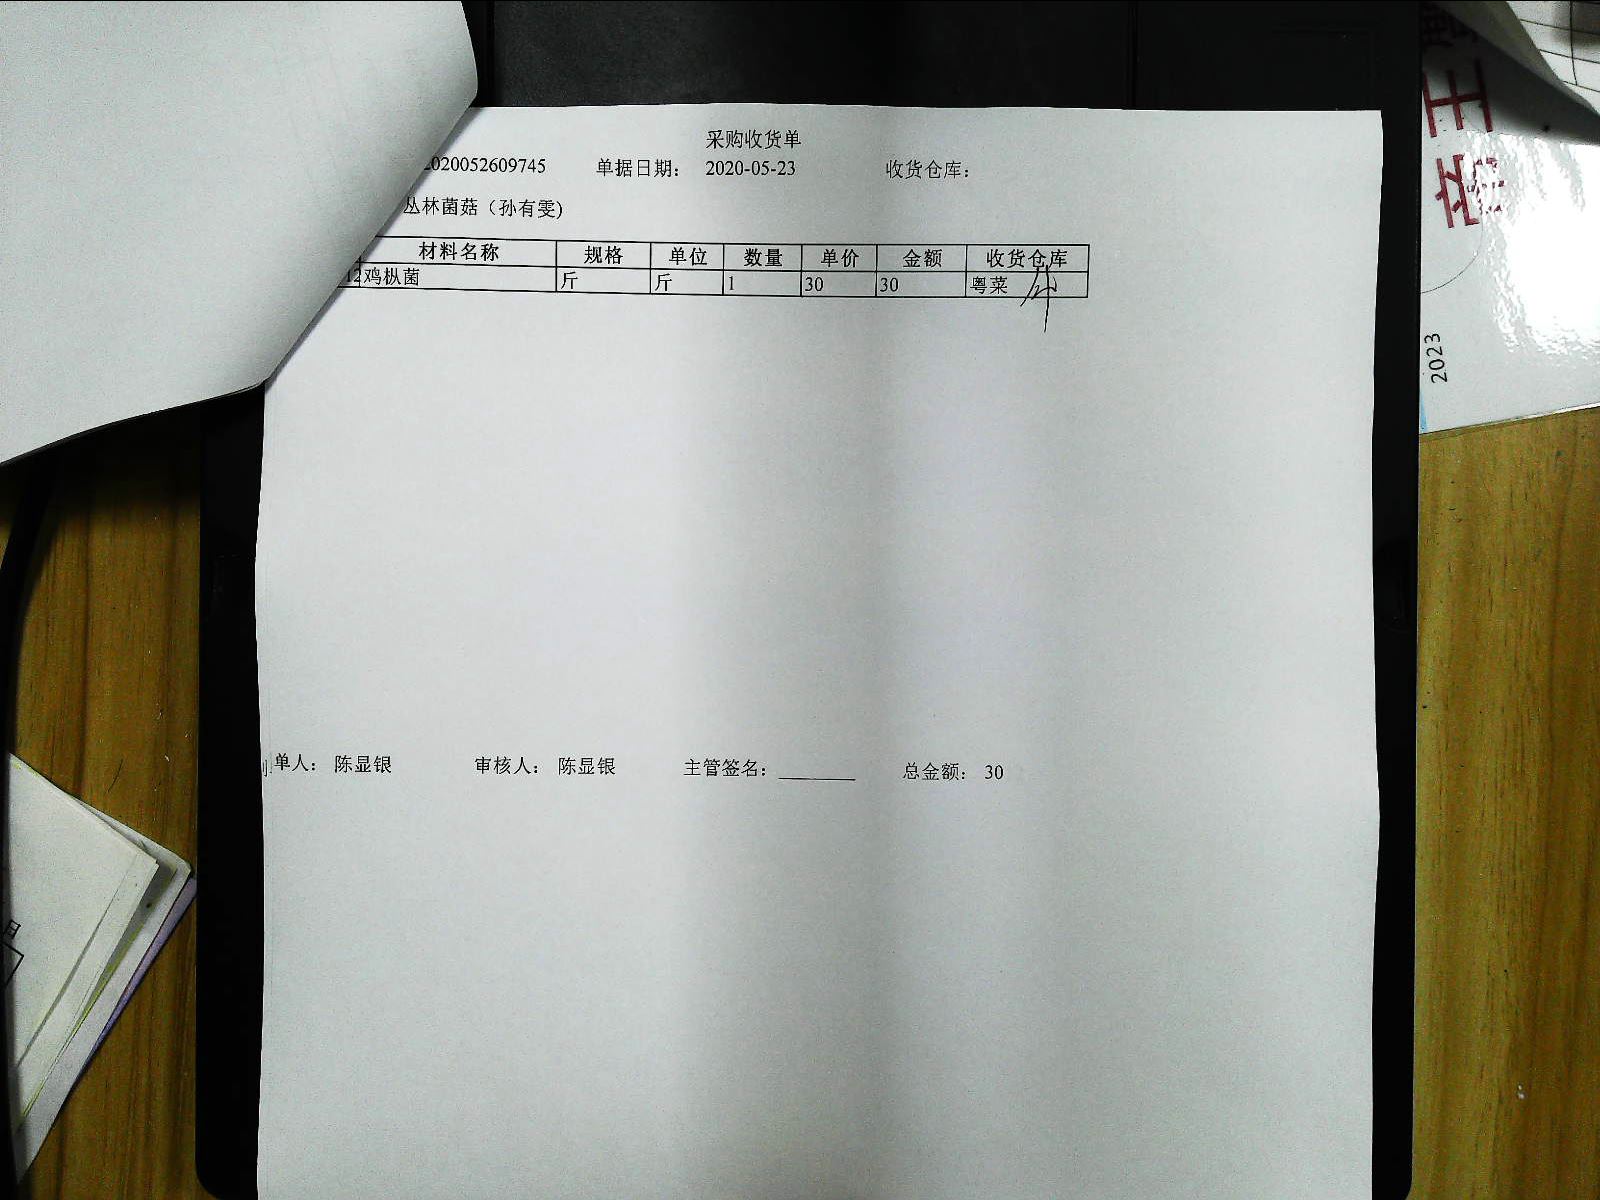 采购收货单
2020052609745 单据日期： 2020-05-23 收货仓库：
丛林菌菇（孙有雯)
材料名称 规格 单位 数量 单价 金额 收货仓库
12鸡枞菌 斤 斤 1 30 30 粤菜
单人： 陈显银 审核人： 陈显银 主管签名： 总金额： 30
2023
日